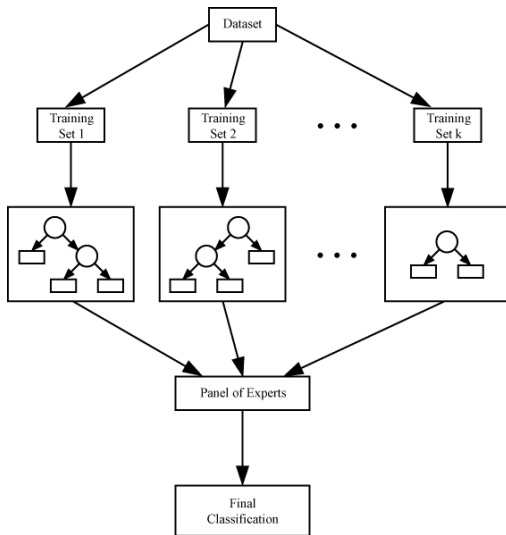 Dataset
Training
Set 1
Training
Set 2
Training
Set k
Panel of Experts
Final
Classification